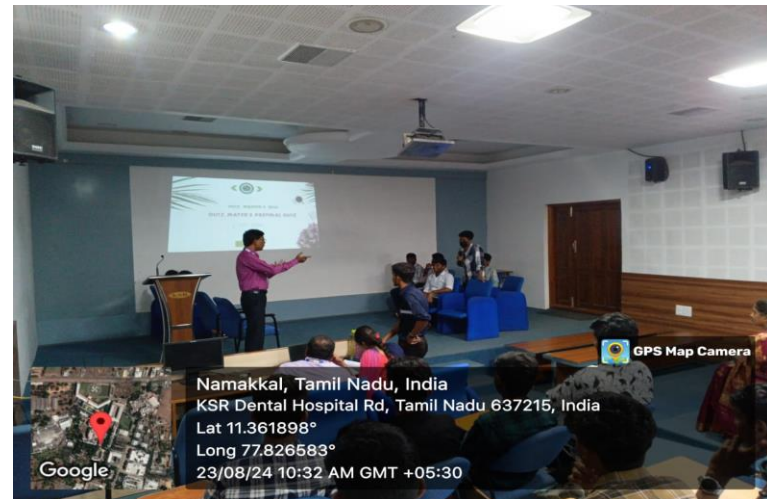 GPS Map Camera
Namakkal, Tamil Nadu, India
KSR Dental Hospital Rd, Tamil Nadu 637215, India
Lat 11.361898°
Long 77.826583°
23/08/24 10:32 AM GMT +05:30
Google